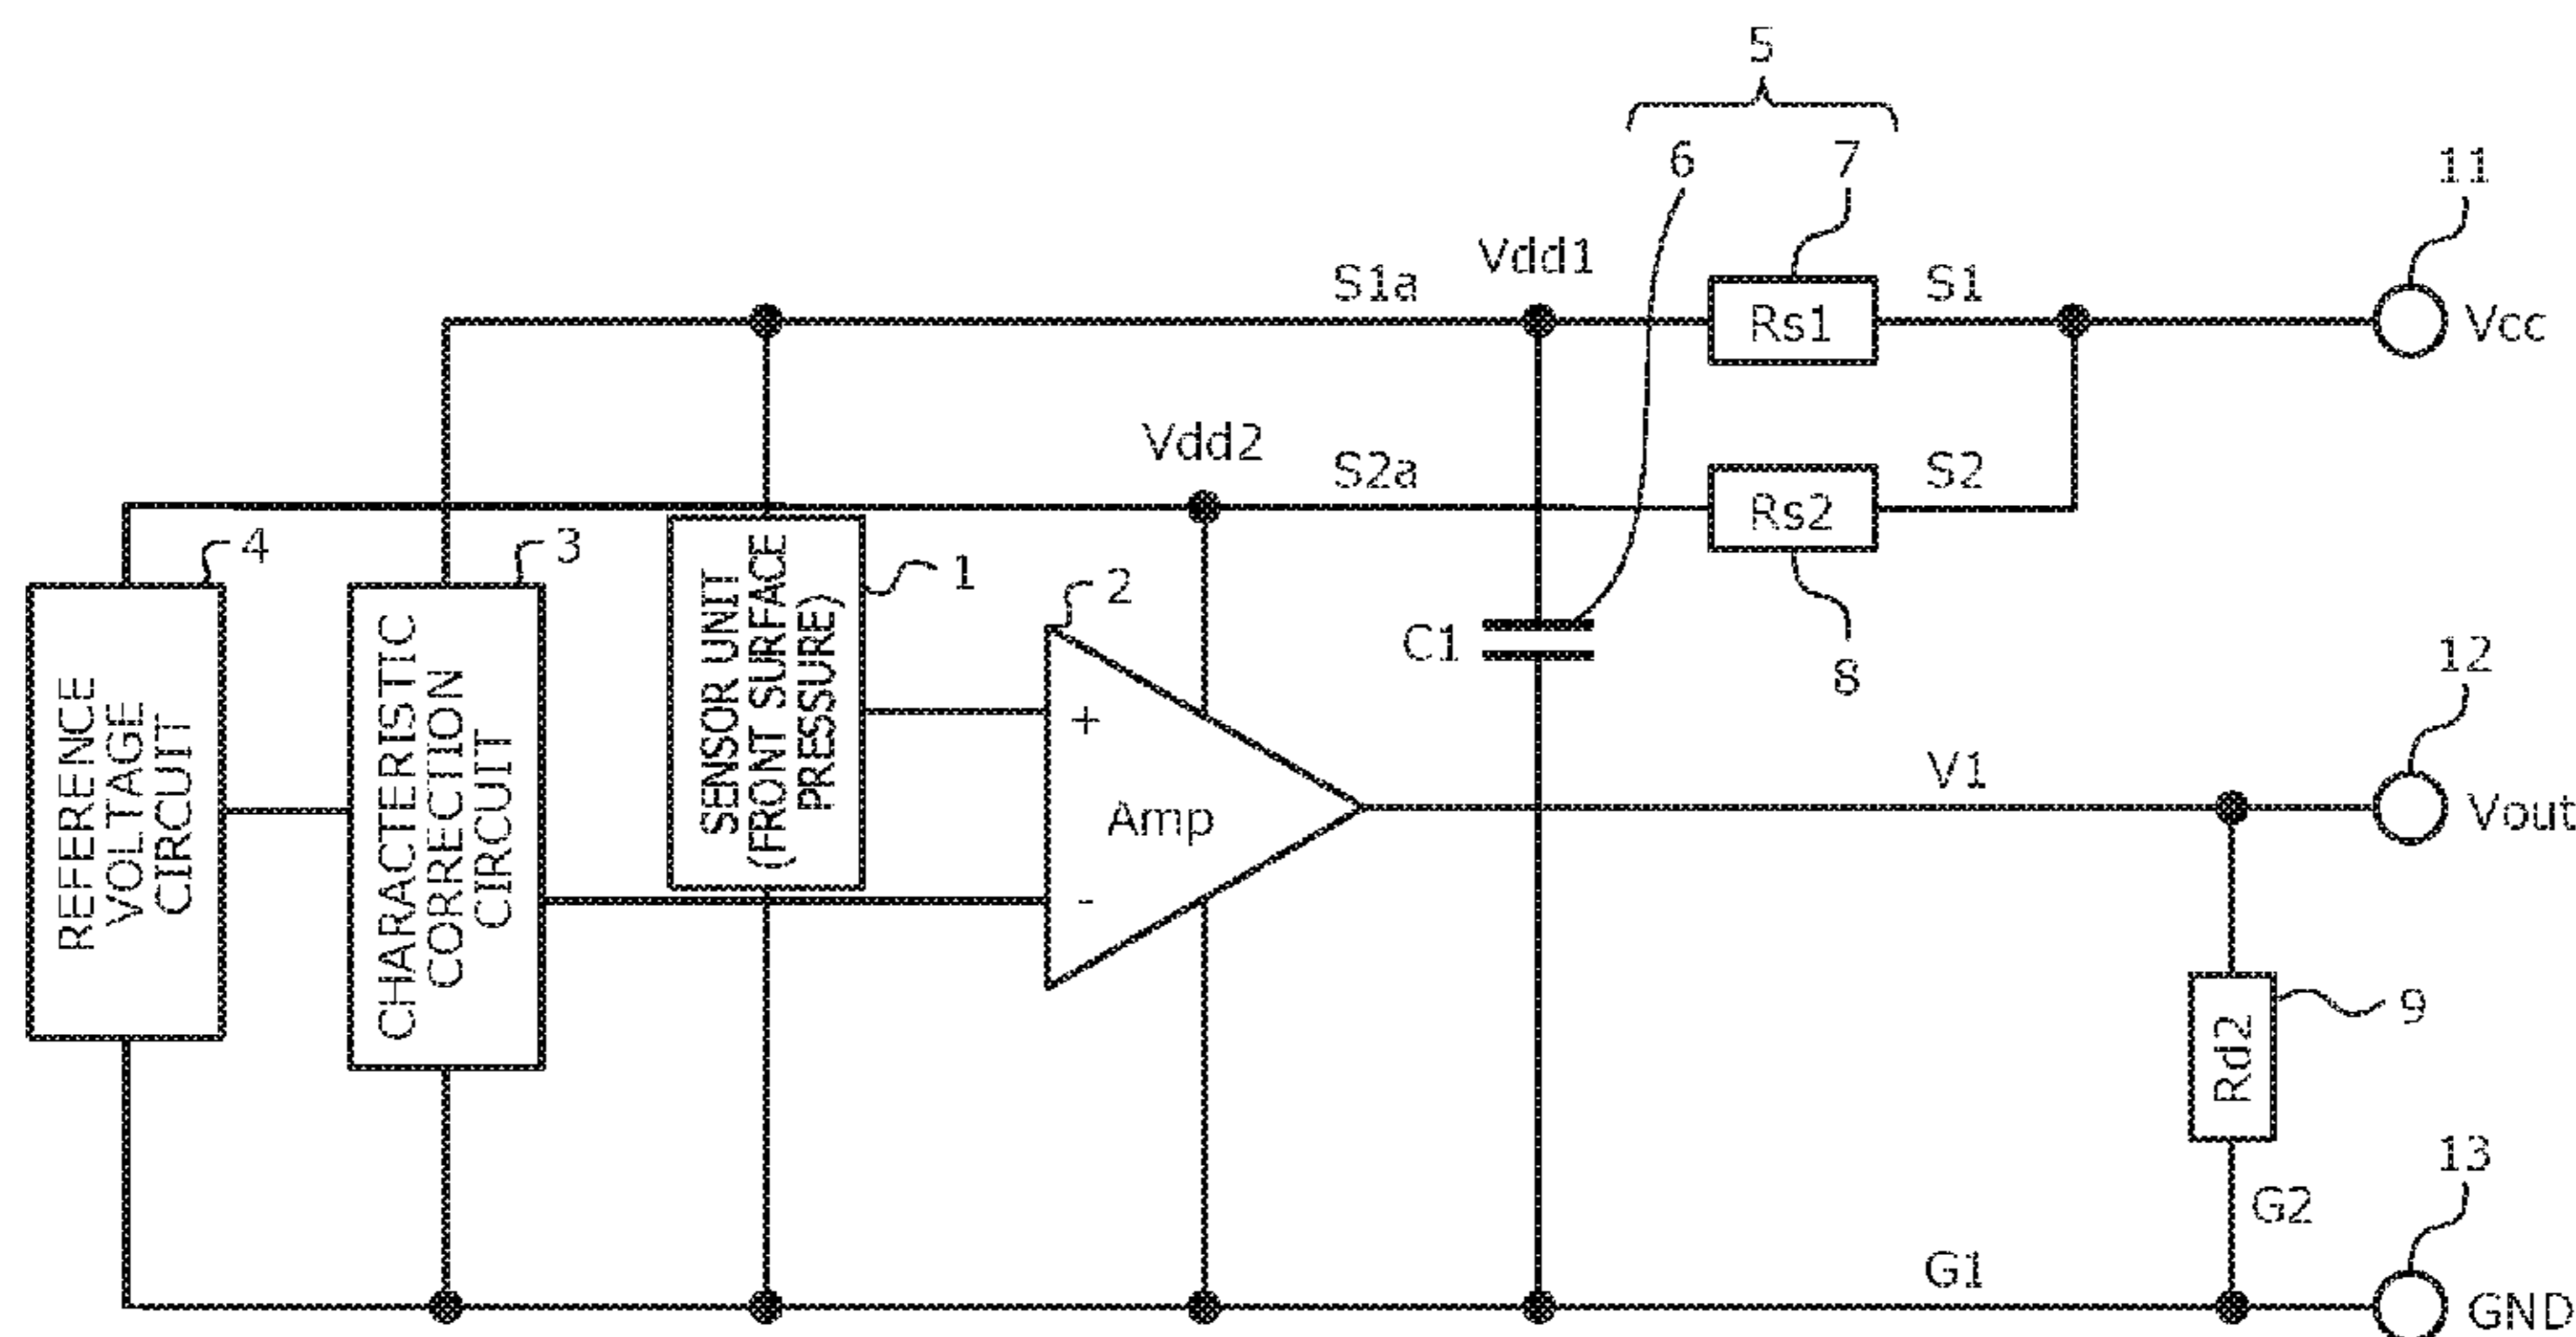 5
6
7
11
Vdd1
S1a
S1
Rs1
Vcc
Vdd2
S2a
S2
Rs2
4
3
1
2
8
12
C1
REFERENCE
VOLTAGE
CIRCUIT
CHARACTERISTIC
CORRECTION
CIRCUIT
SENSOR UNIT
(FRONT SURFACE
PRESSURE)
+
Amp
-
V1
Vout
Rd2
9
13
G2
G1
GND